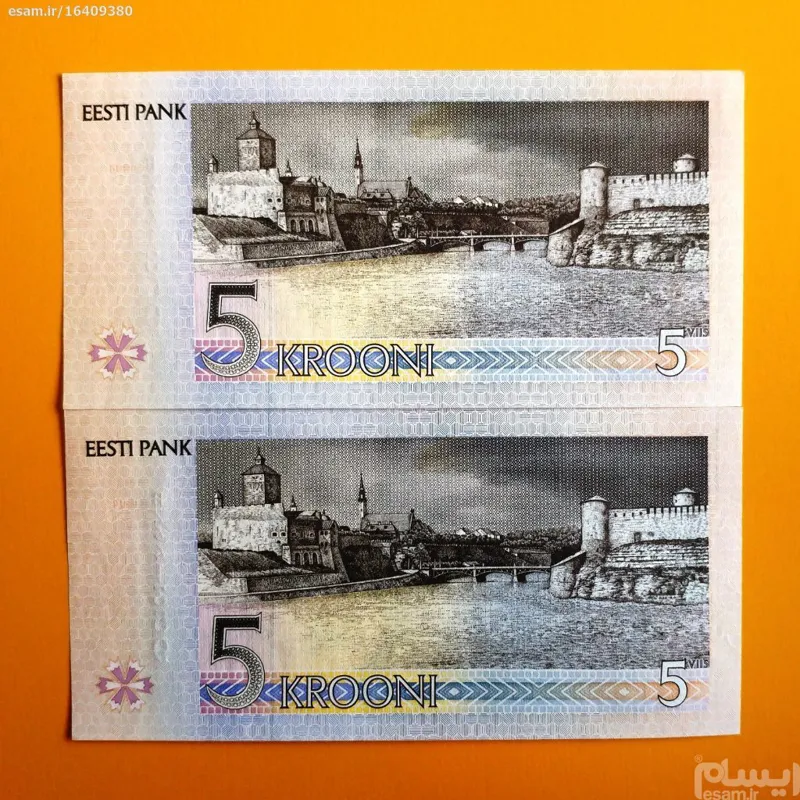 esam.ir/16409380
EESTI PANK
VIIS
5 KROONI
5
EESTI PANK
VIIS
5 KROONI
5
ایسام
esam.ir